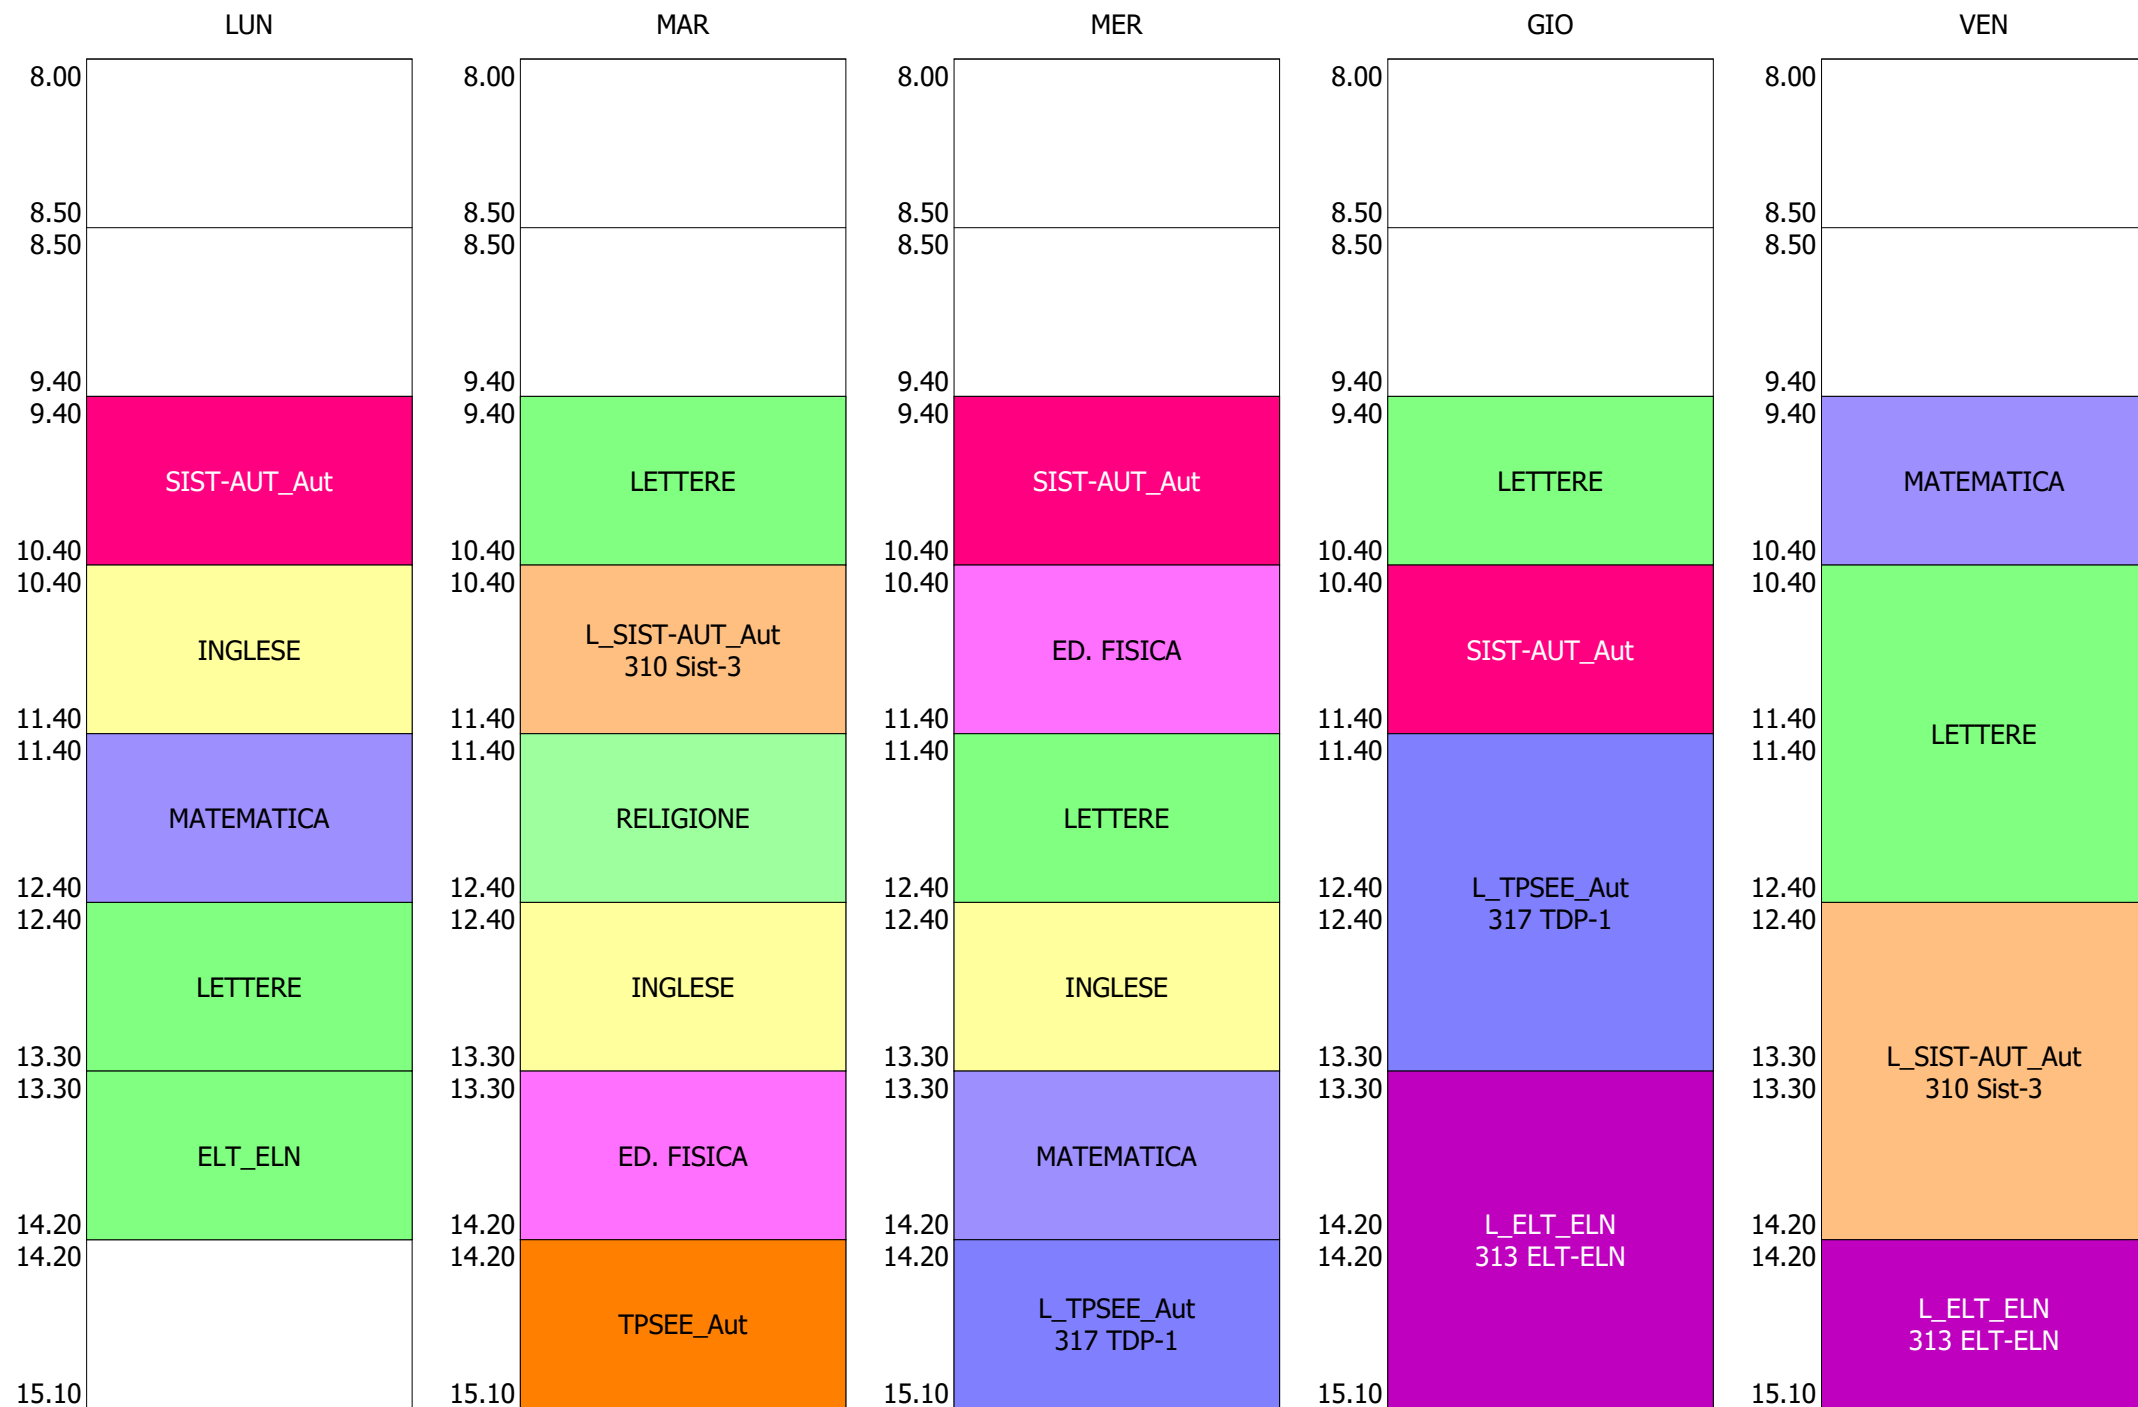 LUN MAR MER GIO VEN
8.00 8.00 8.00 8.00 8.00
8.50 8.50 8.50 8.50 8.50
8.50 8.50 8.50 8.50 8.50
9.40 9.40 9.40 9.40 9.40
9.40 9.40 9.40 9.40 9.40
SIST-AUT_Aut LETTERE SIST-AUT_Aut LETTERE MATEMATICA
10.40 10.40 10.40 10.40 10.40
10.40 10.40 10.40 10.40 10.40
INGLESE L_SIST-AUT_Aut ED. FISICA SIST-AUT_Aut
310 Sist-3
11.40 11.40 11.40 11.40 11.40
LETTERE
11.40 11.40 11.40 11.40 11.40
MATEMATICA RELIGIONE LETTERE
12.40 12.40 12.40 12.40 L_TPSEE_Aut 12.40
12.40 12.40 12.40 12.40 317 TDP-1 12.40
LETTERE INGLESE INGLESE
13.30 13.30 13.30 13.30 13.30 L_SIST-AUT_Aut
13.30 13.30 13.30 13.30 13.30 310 Sist-3
ELT_ELN ED. FISICA MATEMATICA
14.20 14.20 14.20 14.20 L_ELT_ELN 14.20
14.20 14.20 14.20 14.20 313 ELT-ELN 14.20
TPSEE_Aut L_TPSEE_Aut L_ELT_ELN
317 TDP-1 313 ELT-ELN
15.10 15.10 15.10 15.10 15.10